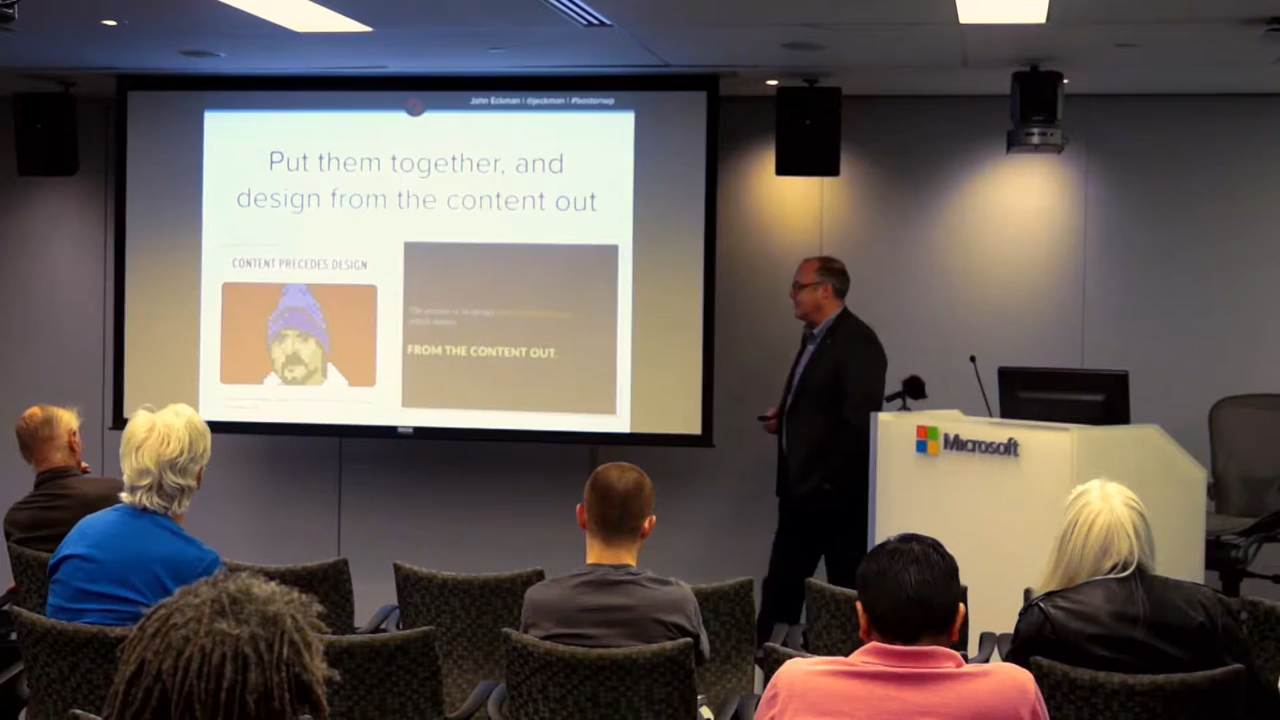 John Eckman | @jeckman | #bostonwp
Put them together, and
design from the content out
CONTENT PRECEDES DESIGN
FROM THE CONTENT OUT.
Microsoft